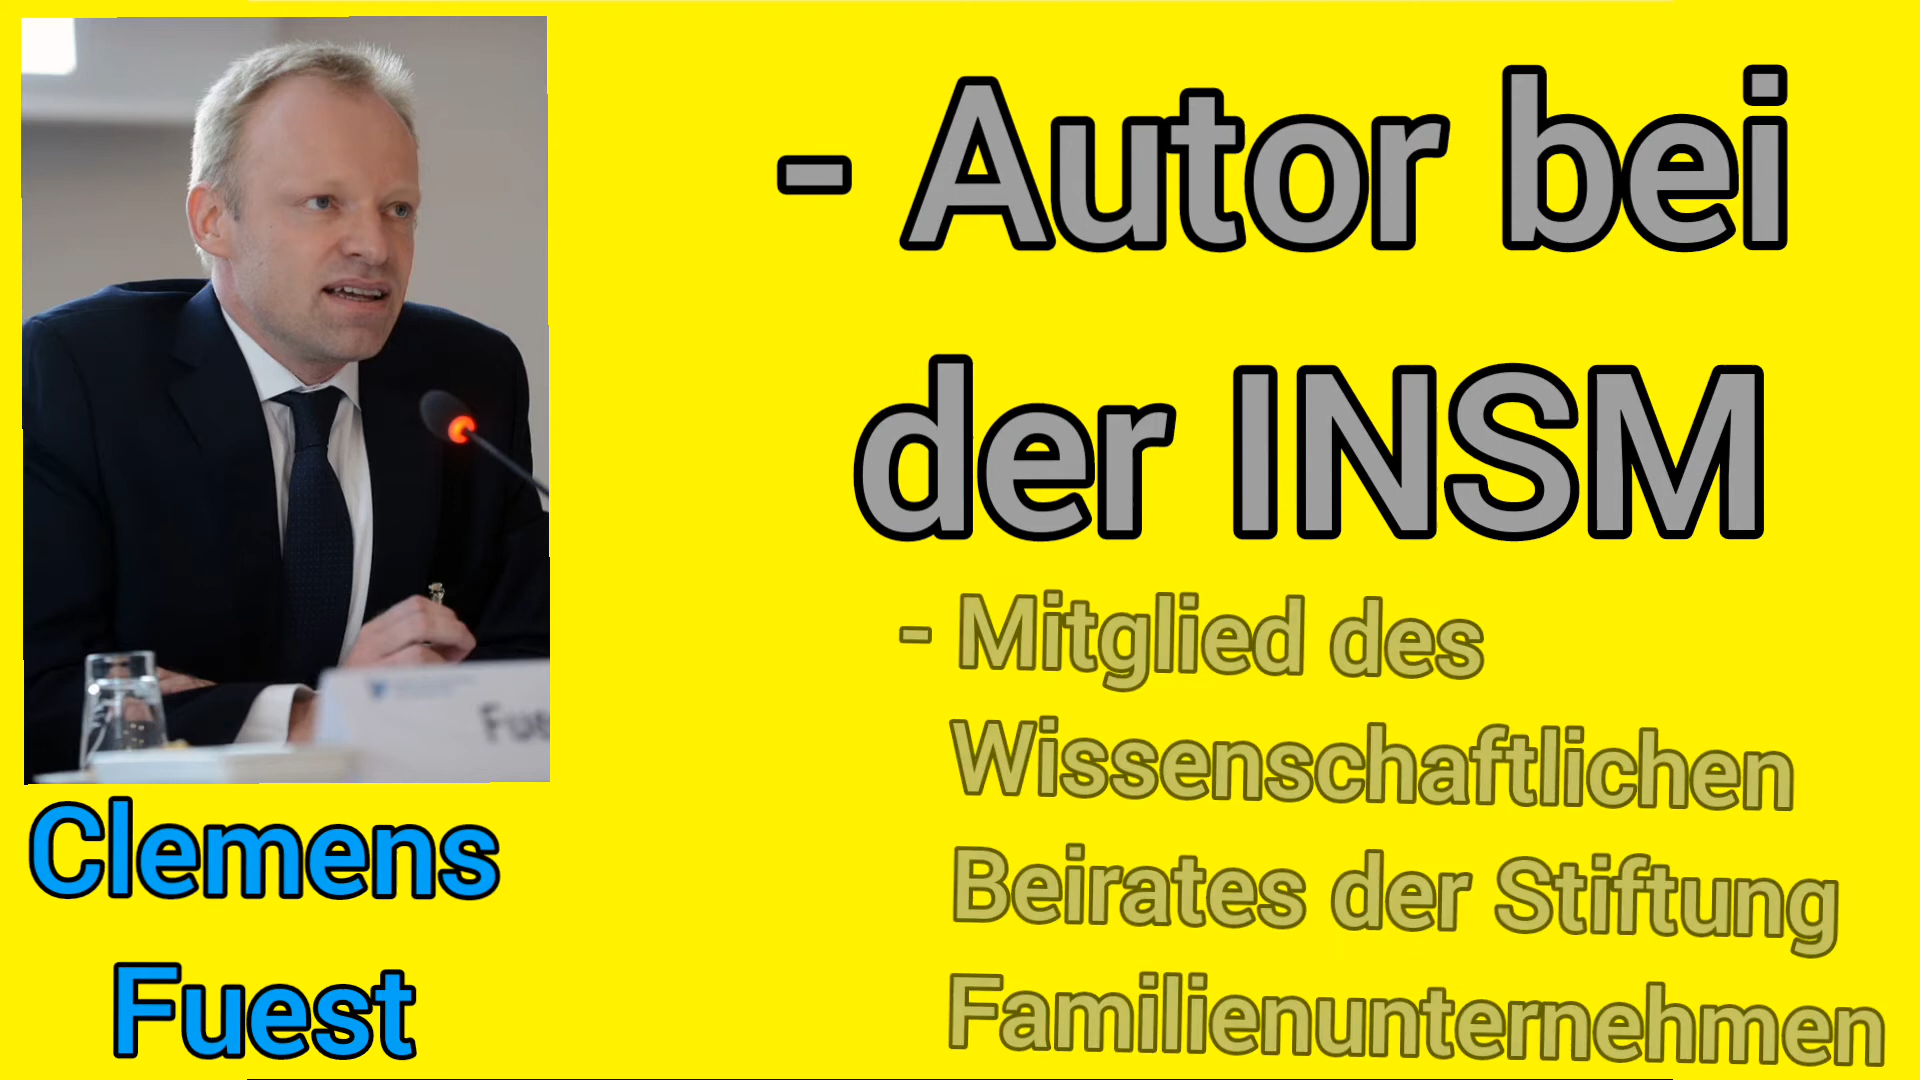 - Autor bei
der INSM
- Mitglied des
Wissenschaftlichen
Beirates der Stiftung
Familienunternehmen
Clemens
Fuest